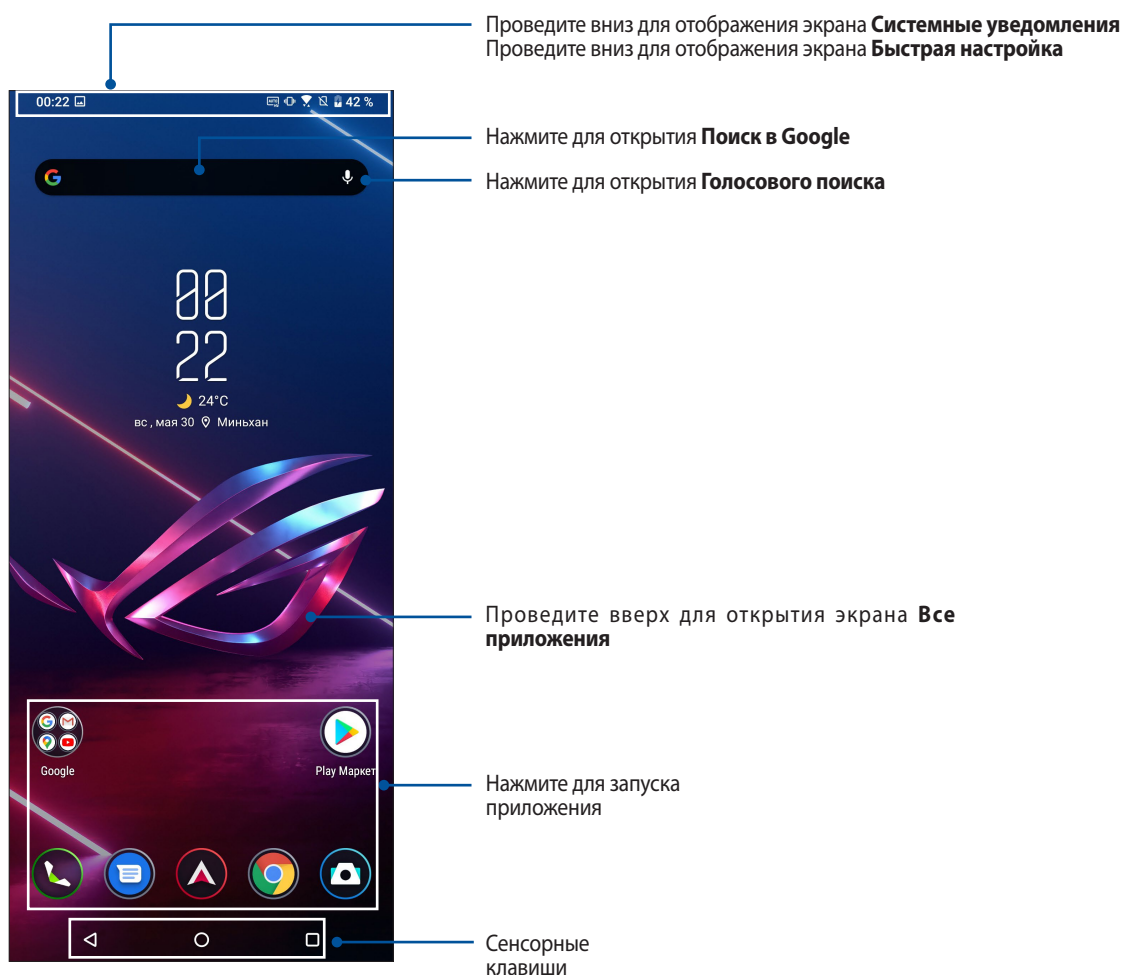 Проведите вниз для отображения экрана Системные уведомления
Проведите вниз для отображения экрана Быстрая настройка
00:22
42 %
Нажмите для открытия Поиск в Google
Нажмите для открытия Голосового поиска
00
22
24°C
вс , мая 30 Миньхан
Проведите вверх для открытия экрана Все
приложения
Google
Play Маркет
Нажмите для запуска
приложения
Сенсорные
клавиши